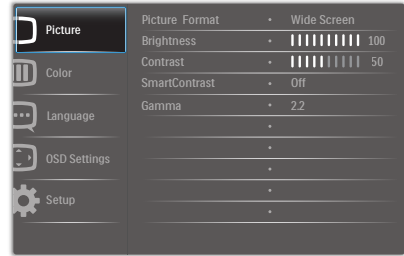 Picture
Color
Language
OSD Settings
Setup
Picture Format • Wide Screen
Brightness • 100
Contrast • 50
SmartContrast • Off
Gamma • 2.2
•
•
•
•
•